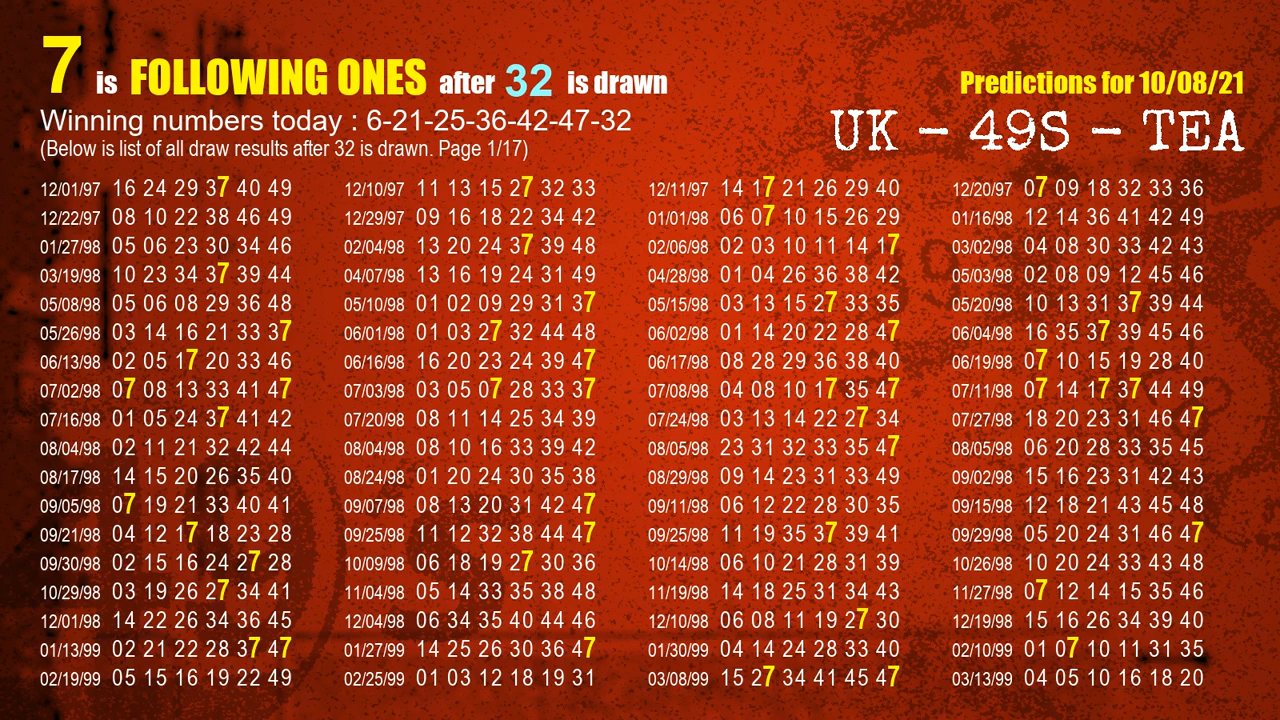 7 is FOLLOWING ONES after 32 is drawn
Predictions for 10/08/21
Winning numbers today : 6-21-25-36-42-47-32
UK - 49S - TEA
(Below is list of all draw results after 32 is drawn. Page 1/17)
12/01/97 16 24 29 37 40 49 12/10/97 11 13 15 27 32 33 12/11/97 14 17 21 26 29 40 12/20/97 07 09 18 32 33 36
12/22/97 08 10 22 38 46 49 12/29/97 09 16 18 22 34 42 01/01/98 06 07 10 15 26 29 01/16/98 12 14 36 41 42 49
01/27/98 05 06 23 30 34 46 02/04/98 13 20 24 37 39 48 02/06/98 02 03 10 11 14 17 03/02/98 04 08 30 33 42 43
03/19/98 10 23 34 37 39 44 04/07/98 13 16 19 24 31 49 04/28/98 01 04 26 36 38 42 05/03/98 02 08 09 12 45 46
05/08/98 05 06 08 29 36 48 05/10/98 01 02 09 29 31 37 05/15/98 03 13 15 27 33 35 05/20/98 10 13 31 37 39 44
05/26/98 03 14 16 21 33 37 06/01/98 01 03 27 32 44 48 06/02/98 01 14 20 22 28 47 06/04/98 16 35 37 39 45 46
06/13/98 02 05 17 20 33 46 06/16/98 16 20 23 24 39 47 06/17/98 08 28 29 36 38 40 06/19/98 07 10 15 19 28 40
07/02/98 07 08 13 33 41 47 07/03/98 03 05 07 28 33 37 07/08/98 04 08 10 17 35 47 07/11/98 07 14 17 37 44 49
07/16/98 01 05 24 37 41 42 07/20/98 08 11 14 25 34 39 07/24/98 03 13 14 22 27 34 07/27/98 18 20 23 31 46 47
08/04/98 02 11 21 32 42 44 08/04/98 08 10 16 33 39 42 08/05/98 23 31 32 33 35 47 08/05/98 06 20 28 33 35 45
08/17/98 14 15 20 26 35 40 08/24/98 01 20 24 30 35 38 08/29/98 09 14 23 31 33 49 09/02/98 15 16 23 31 42 43
09/05/98 07 19 21 33 40 41 09/07/98 08 13 20 31 42 47 09/11/98 06 12 22 28 30 35 09/15/98 12 18 21 43 45 48
09/21/98 04 12 17 18 23 28 09/25/98 11 12 32 38 44 47 09/25/98 11 19 35 37 39 41 09/29/98 05 20 24 31 46 47
09/30/98 02 15 16 24 27 28 10/09/98 06 18 19 27 30 36 10/14/98 06 10 21 28 31 39 10/26/98 10 20 24 33 43 48
10/29/98 03 19 26 27 34 41 11/04/98 05 14 33 35 38 48 11/19/98 14 18 25 31 34 43 11/27/98 07 12 14 15 35 46
12/01/98 14 22 26 34 36 45 12/04/98 06 34 35 40 44 46 12/10/98 06 08 11 19 27 30 12/19/98 15 16 26 34 39 40
01/13/99 02 21 22 28 37 47 01/27/99 14 25 26 30 36 47 01/30/99 04 14 24 28 33 40 02/10/99 01 07 10 11 31 35
02/19/99 05 15 16 19 22 49 02/25/99 01 03 12 18 19 31 03/08/99 15 27 34 41 45 47 03/13/99 04 05 10 16 18 20